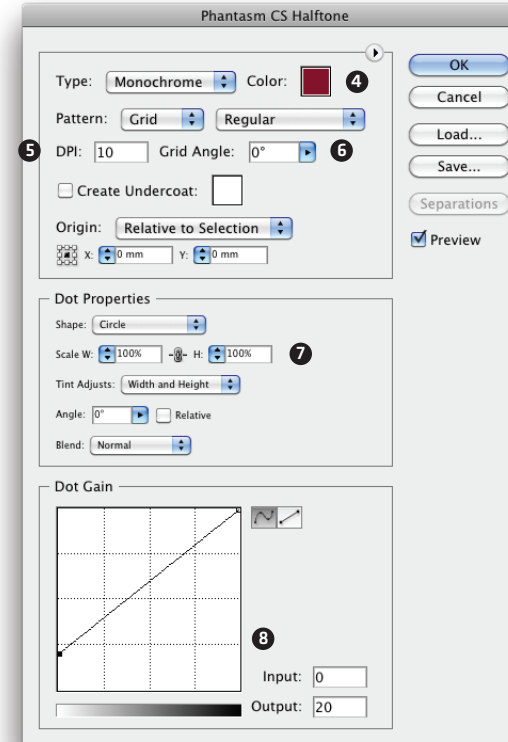 Phantasm CS Halftone
Type: Monochrome Color: 4
Pattern: Grid Regular
5 DPI: 10 Grid Angle: 0° 6
Create Undercoat:
Origin: Relative to Selection
X: 0 mm Y: 0 mm
OK
Cancel
Load...
Save...
Separations
Preview
Dot Properties
Shape: Circle
Scale W: 100% H: 100% 7
Tint Adjusts: Width and Height
Angle: 0° Relative
Blend: Normal
Dot Gain
8
Input: 0
Output: 20